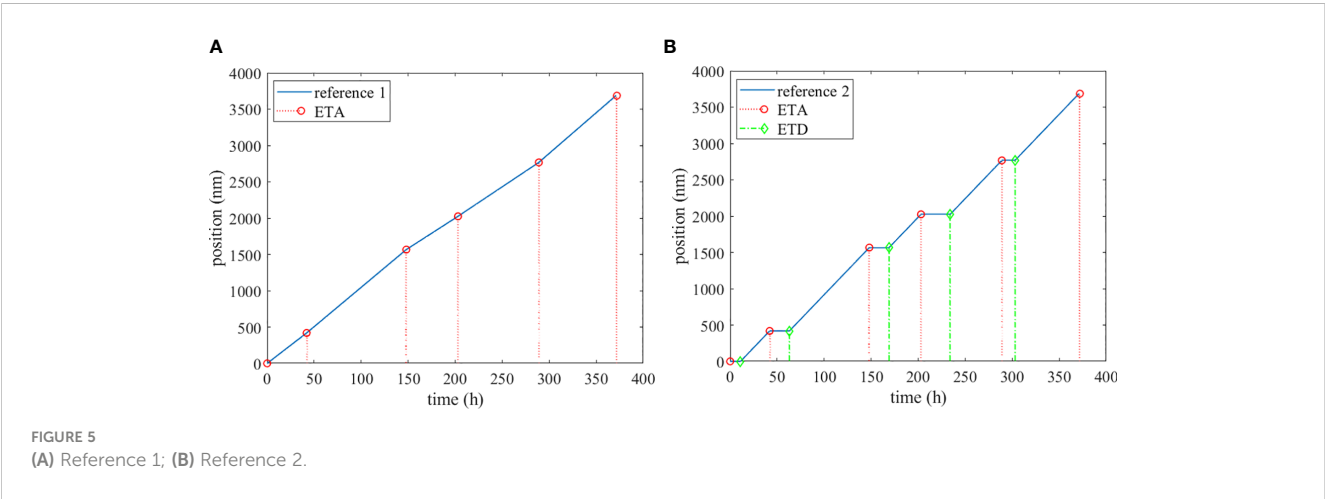 A
position (nm)
4000
3500
3000
2500
2000
1500
1000
500
0
reference 1
ETA
0 50 100 150 200 250 300 350 400
time (h)
B
position (nm)
4000
3500
3000
2500
2000
1500
1000
500
0
reference 2
ETA
ETD
0 50 100 150 200 250 300 350 400
time (h)
FIGURE 5
(A) Reference 1; (B) Reference 2.